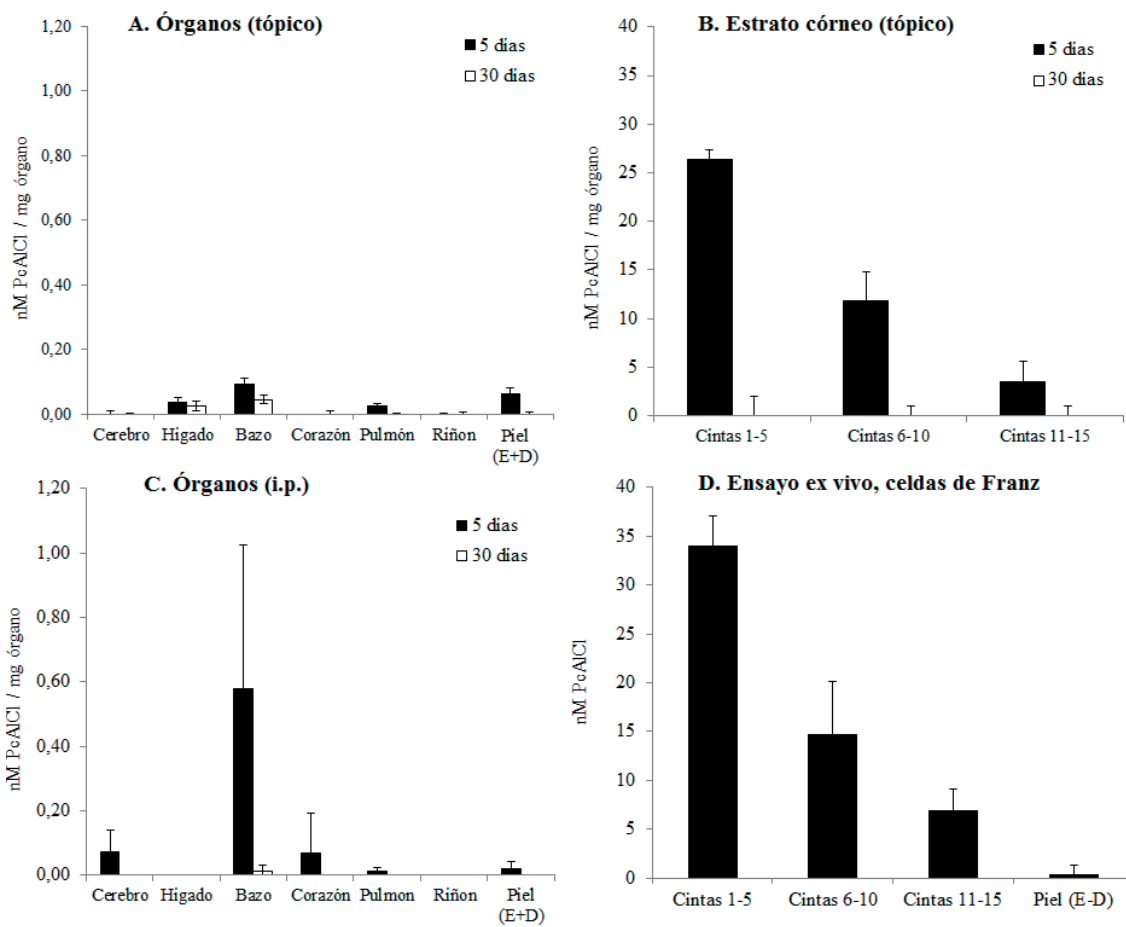 A. Órganos (tópico)
5 días
30 días
nM PcAlCl / mg órgano
1,20
1,00
0,80
0,60
0,40
0,20
0,00
Cerebro Hígado Bazo Corazón Pulmón Riñon Piel
(E+D)
B. Estrato córneo (tópico)
5 días
30 días
nM PcAlCl / mg órgano
40
35
30
25
20
15
10
5
0
Cintas 1-5 Cintas 6-10 Cintas 11-15
C. Órganos (i.p.)
5 días
30 días
nM PcAlCl / mg órgano
1,20
1,00
0,80
0,60
0,40
0,20
0,00
Cerebro Hígado Bazo Corazón Pulmon Riñon Piel
(E+D)
D. Ensayo ex vivo, celdas de Franz
nM PcAlCl
40
35
30
25
20
15
10
5
0
Cintas 1-5 Cintas 6-10 Cintas 11-15 Piel (E-D)